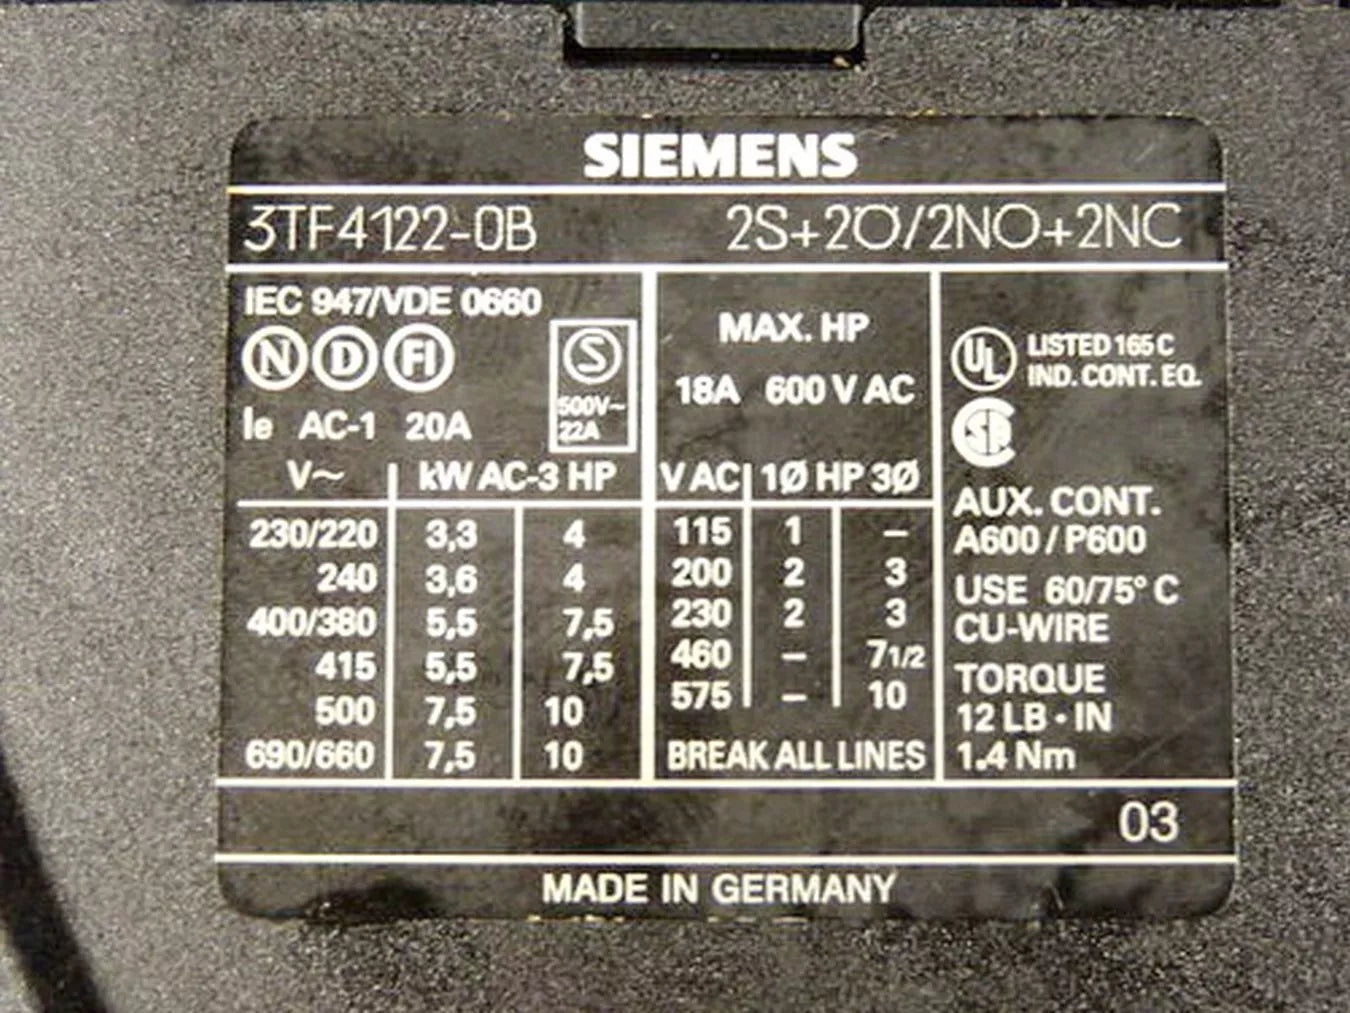 SIEMENS
3TF4122-0B 2S+2Ö/2NO+2NC
IEC 947/VDE 0660
N D FI
S
500V~
22A
Ie AC-1 20A
V~ kW AC-3 HP
230/220 3,3 4
240 3,6 4
400/380 5,5 7,5
415 5,5 7,5
500 7,5 10
690/660 7,5 10
MAX. HP
18A 600 V AC
V AC 1Ø HP 3Ø
115 1 –
200 2 3
230 2 3
460 – 7 1/2
575 – 10
BREAK ALL LINES
UL LISTED 165 C
IND. CONT. EQ.
AUX. CONT.
A600 / P600
USE 60/75° C
CU-WIRE
TORQUE
12 LB · IN
1.4 Nm
03
MADE IN GERMANY